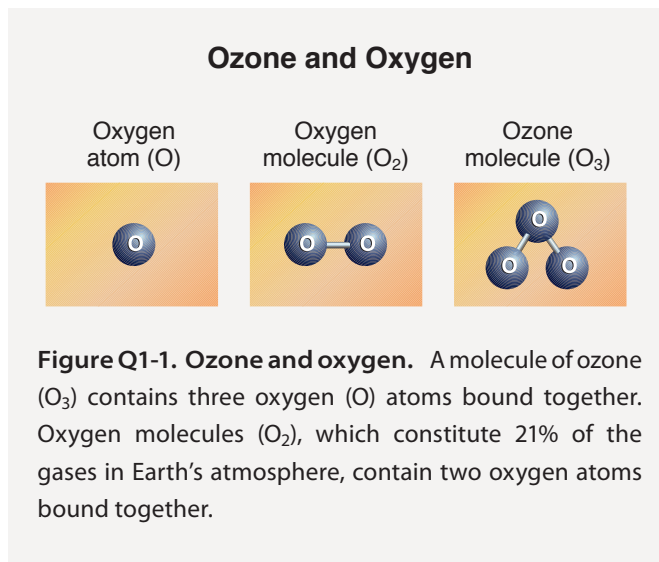 Ozone and Oxygen
Oxygen
atom (O)
Oxygen
molecule (O₂)
Ozone
molecule (O₃)
O
O O
O
O O
Figure Q1-1. Ozone and oxygen. A molecule of ozone
(O₃) contains three oxygen (O) atoms bound together.
Oxygen molecules (O₂), which constitute 21% of the
gases in Earth’s atmosphere, contain two oxygen atoms
bound together.